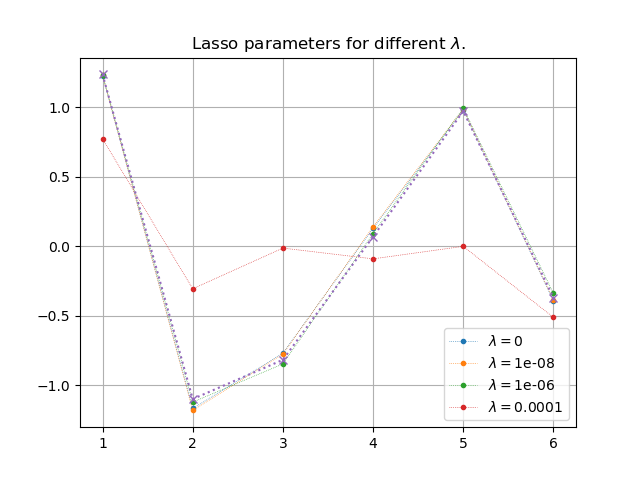 Lasso parameters for different λ.
1.0
0.5
0.0
−0.5
−1.0
λ = 0
λ = 1e-08
λ = 1e-06
λ = 0.0001
1 2 3 4 5 6